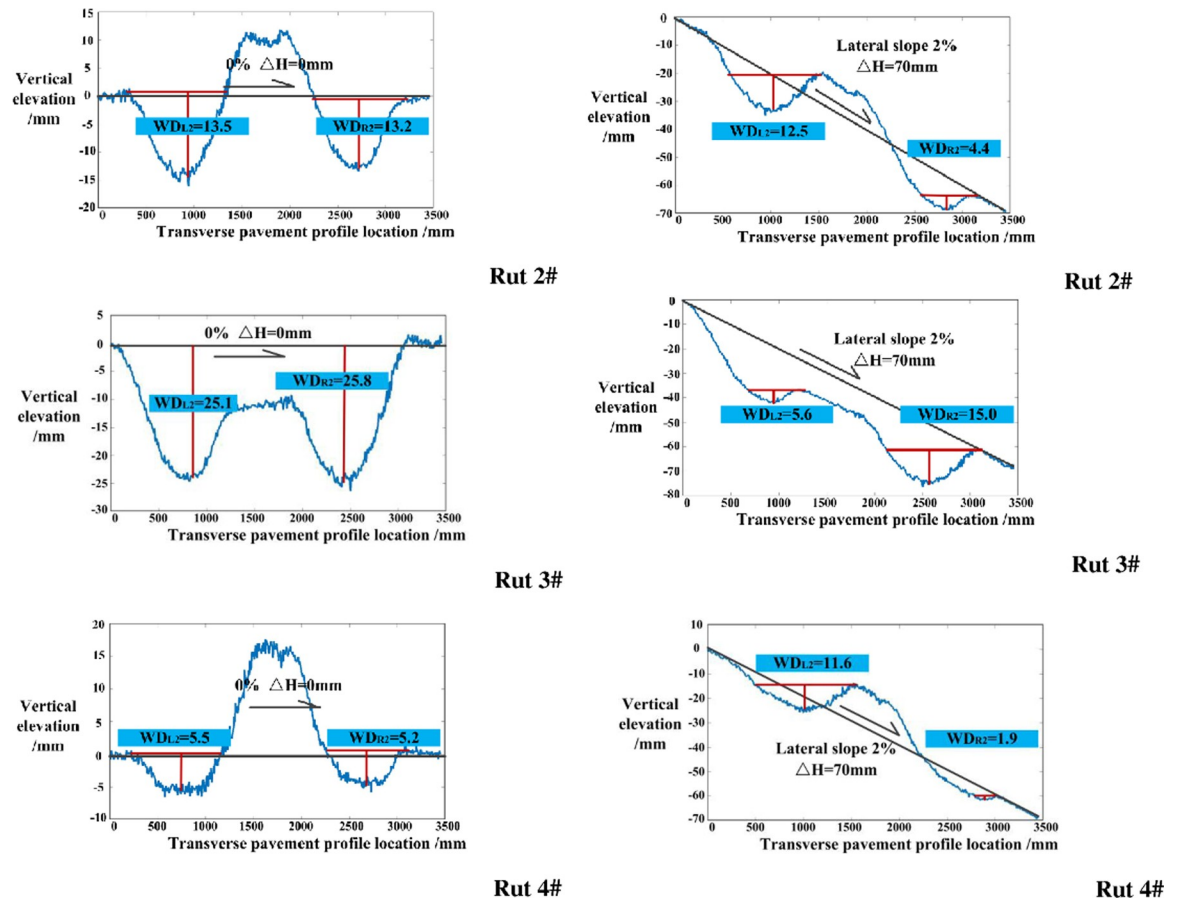 15
10
5
0
-5
-10
-15
-20
Vertical
elevation
/mm
0% △H=0mm
WDL2=13.5
WDR2=13.2
0 500 1000 1500 2000 2500 3000 3500
Transverse pavement profile location /mm
Rut 2#
0
-10
-20
-30
-40
-50
-60
-70
Vertical
elevation
/mm
Lateral slope 2%
△H=70mm
WDL2=12.5
WDR2=4.4
0 500 1000 1500 2000 2500 3000 3500
Transverse pavement profile location /mm
Rut 2#
5
0
-5
-10
-15
-20
-25
-30
Vertical
elevation
/mm
0% △H=0mm
WDL2=25.1
WDR2=25.8
0 500 1000 1500 2000 2500 3000 3500
Transverse pavement profile location /mm
Rut 3#
0
-10
-20
-30
-40
-50
-60
-70
-80
Vertical
elevation
/mm
Lateral slope 2%
△H=70mm
WDL2=5.6
WDR2=15.0
0 500 1000 1500 2000 2500 3000 3500
Transverse pavement profile location /mm
Rut 3#
20
15
10
5
0
-5
-10
Vertical
elevation
/mm
0% △H=0mm
WDL2=5.5
WDR2=5.2
0 500 1000 1500 2000 2500 3000 3500
Transverse pavement profile location /mm
Rut 4#
10
0
-10
-20
-30
-40
-50
-60
-70
Vertical
elevation
/mm
WDL2=11.6
WDR2=1.9
Lateral slope 2%
△H=70mm
0 500 1000 1500 2000 2500 3000 3500
Transverse pavement profile location /mm
Rut 4#